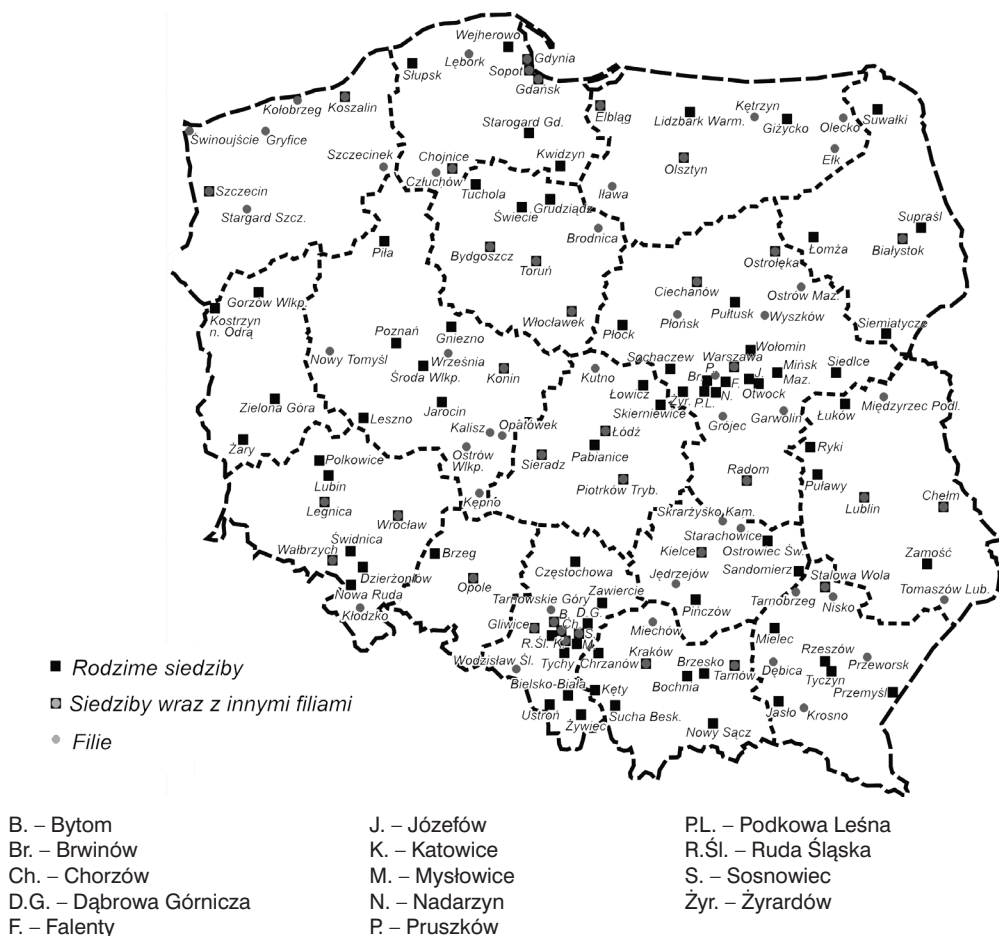 Wejherowo
Lębork
Gdynia
Słupsk
Sopot
Gdańsk
Kołobrzeg
Koszalin
Elbląg
Lidzbark Warm.
Kętrzyn
Giżycko
Olecko
Suwałki
Świnoujście
Gryfice
Starogard Gd.
Ełk
Szczecinek
Chojnice
Kwidzyn
Olsztyn
Człuchów
Szczecin
Tuchola
Iława
Stargard Szcz.
Świecie
Grudziądz
Brodnica
Supraśl
Piła
Bydgoszcz
Łomża
Białystok
Toruń
Ostrołęka
Gorzów Wlkp.
Ciechanów
Ostrów Maz.
Kostrzyn
n. Odrą
Włocławek
Płońsk
Pułtusk
Wyszków
Poznań
Gniezno
Płock
Siemiatycze
Nowy Tomyśl
Września
Sochaczew
Wołomin
Warszawa
Środa Wlkp.
Konin
Kutno
P.
Br.
F.
J.
Mińsk
Maz.
Siedlce
Łowicz
Żyr.
P.L.
N.
Otwock
Zielona Góra
Leszno
Jarocin
Skierniewice
Grójec
Garwolin
Łuków
Międzyrzec Podl.
Kalisz
Opatówek
Łódź
Żary
Ostrów
Wlkp.
Pabianice
Ryki
Polkowice
Sieradz
Lubin
Piotrków Tryb.
Radom
Puławy
Legnica
Kępno
Lublin
Chełm
Wrocław
Skrarżysko Kam.
Starachowice
Świdnica
Wałbrzych
Brzeg
Kielce
Ostrowiec Św.
Częstochowa
Sandomierz
Zamość
Dzierżoniów
Opole
Jędrzejów
Stalowa Wola
Nowa Ruda
Tarnowskie Góry
Zawiercie
Tarnobrzeg
Nisko
Tomaszów Lub.
Kłodzko
Pińczów
B.
D.G.
Gliwice
Ch.
S.
Miechów
Mielec
R.Śl.
K.
M.
Kraków
Rzeszów
Wodzisław Śl.
Tychy
Chrzanów
Brzesko
Tarnów
Dębica
Przeworsk
Bochnia
Tyczyn
Bielsko-Biała
Kęty
Przemyśl
Ustroń
Sucha Besk.
Jasło
Krosno
Żywiec
Nowy Sącz
Rodzime siedziby
Siedziby wraz z innymi filiami
Filie
B. – Bytom
Br. – Brwinów
Ch. – Chorzów
D.G. – Dąbrowa Górnicza
F. – Falenty
J. – Józefów
K. – Katowice
M. – Mysłowice
N. – Nadarzyn
P. – Pruszków
P.L. – Podkowa Leśna
R.Śl. – Ruda Śląska
S. – Sosnowiec
Żyr. – Żyrardów